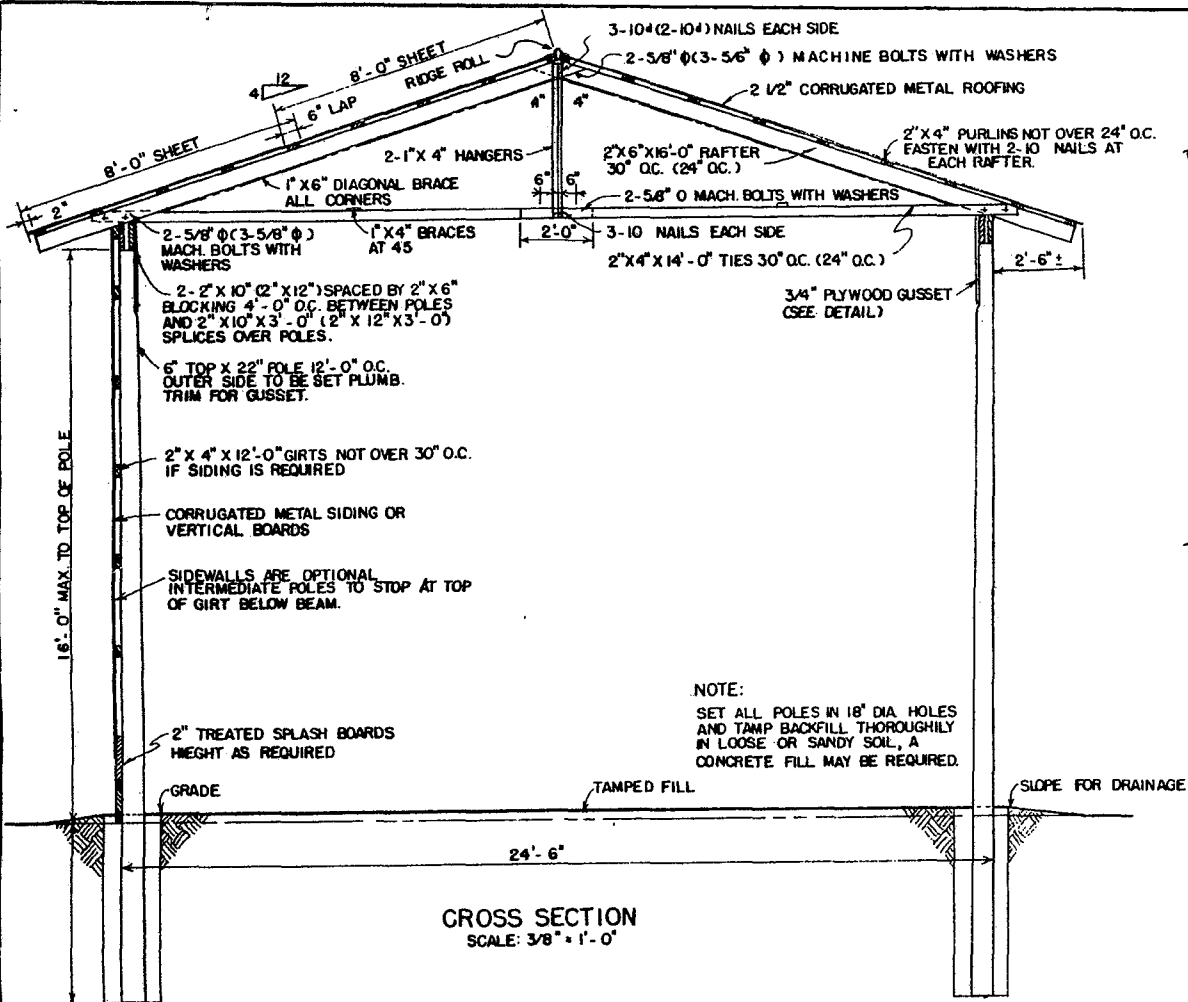 3-10d (2-10d) NAILS EACH SIDE
2-5/8" ϕ (3-5/6" ϕ) MACHINE BOLTS WITH WASHERS
2 1/2" CORRUGATED METAL ROOFING
8'-0" SHEET
RIDGE ROLL
12
4
6" LAP
8'-0" SHEET
2"
4"
4"
2"X4" PURLINS NOT OVER 24" O.C.
FASTEN WITH 2-10 NAILS AT
EACH RAFTER.
2-1"X 4" HANGERS
2"X6"X16'-0" RAFTER
30" O.C. (24" O.C.)
1"X6" DIAGONAL BRACE
ALL CORNERS
6"
6"
2-5/8" O MACH. BOLTS WITH WASHERS
2-5/8" ϕ (3-5/8" ϕ)
MACH. BOLTS WITH
WASHERS
1"X4" BRACES
AT 45
2'-0"
3-10 NAILS EACH SIDE
2"X4"X14'-0" TIES 30" O.C. (24" O.C.)
2'-6" ±
2-2"X 10" (2"X12") SPACED BY 2"X 6"
BLOCKING 4'-0" O.C. BETWEEN POLES
AND 2"X10"X3'-0" (2"X 12"X3'-0")
SPLICES OVER POLES.
3/4" PLYWOOD GUSSET
(SEE DETAIL)
6" TOP X 22" POLE 12'-0" O.C.
OUTER SIDE TO BE SET PLUMB.
TRIM FOR GUSSET.
16'-0" MAX. TO TOP OF POLE
2"X 4"X 12'-0" GIRTS NOT OVER 30" O.C.
IF SIDING IS REQUIRED
CORRUGATED METAL SIDING OR
VERTICAL BOARDS
SIDEWALLS ARE OPTIONAL
INTERMEDIATE POLES TO STOP AT TOP
OF GIRT BELOW BEAM.
NOTE:
SET ALL POLES IN 18" DIA. HOLES
AND TAMP BACKFILL THOROUGHILY
IN LOOSE OR SANDY SOIL, A
CONCRETE FILL MAY BE REQUIRED.
2" TREATED SPLASH BOARDS
HIEGHT AS REQUIRED
GRADE
TAMPED FILL
SLOPE FOR DRAINAGE
24'-6"
CROSS SECTION
SCALE: 3/8" = 1'-0"